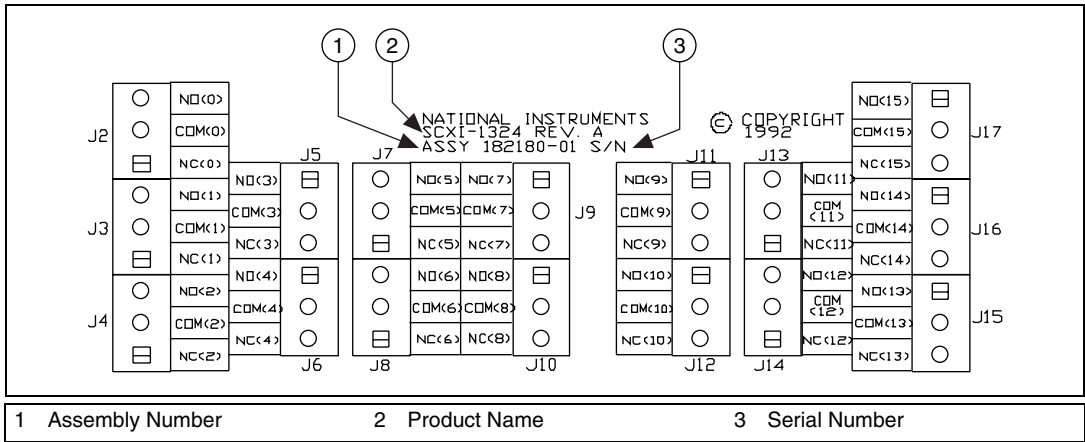 1 2 3
NATIONAL INSTRUMENTS
SCXI-1324 REV. A
ASSY 182180-01 S/N
© COPYRIGHT
1992
J2
NO(0)
COM(0)
NC(0)
J3
NO(1)
COM(1)
NC(1)
J4
NO(2)
COM(2)
NC(2)
J5
NO(3)
COM(3)
NC(3)
NO(4)
COM(4)
NC(4)
J6
J7
NO(5)
COM(5)
NC(5)
NO(6)
COM(6)
NC(6)
J8
NO(7)
COM(7)
NC(7)
J9
NO(8)
COM(8)
NC(8)
J10
J11
NO(9)
COM(9)
NC(9)
NO(10)
COM(10)
NC(10)
J12
J13
NO(11)
COM
(11)
NC(11)
NO(12)
COM
(12)
NC(12)
J14
NO(15)
COM(15)
NC(15)
J17
NO(14)
COM(14)
NC(14)
J16
NO(13)
COM(13)
NC(13)
J15
1 Assembly Number 2 Product Name 3 Serial Number